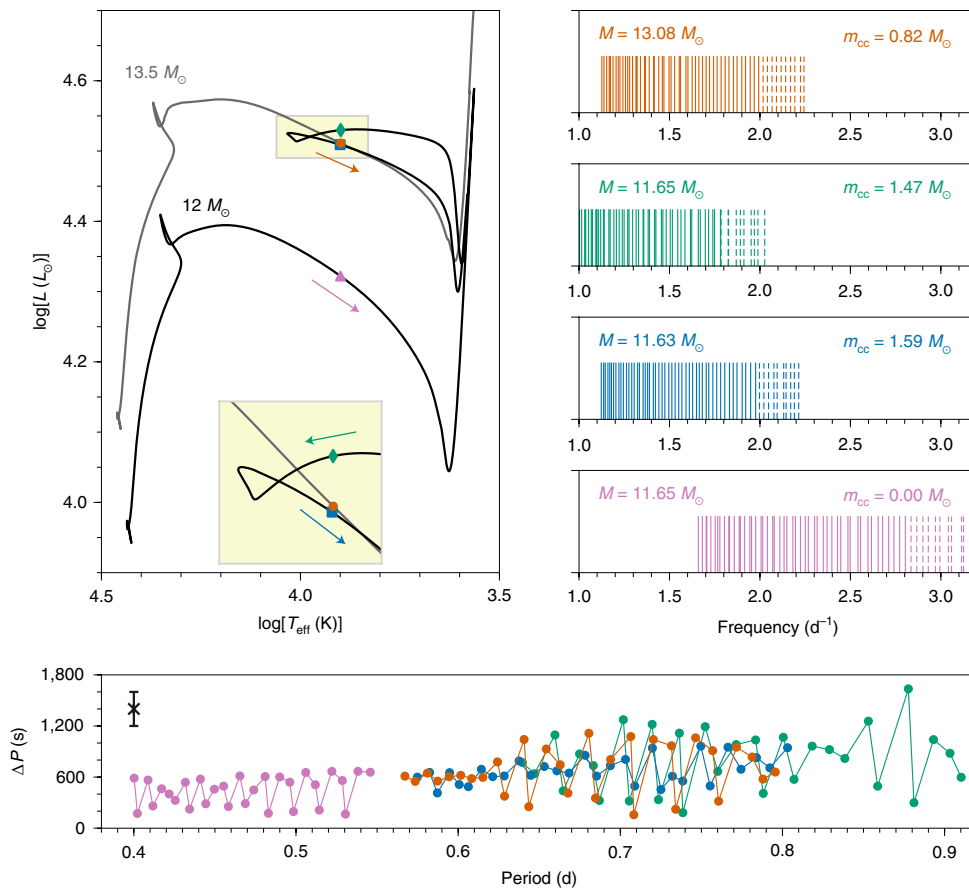 4.6
4.4
4.2
4.0
log[L (L⊙)]
13.5 M⊙
12 M⊙
4.5 4.0 3.5
log[Teff (K)]
M = 13.08 M⊙ mcc = 0.82 M⊙
1.0 1.5 2.0 2.5 3.0
M = 11.65 M⊙ mcc = 1.47 M⊙
1.0 1.5 2.0 2.5 3.0
M = 11.63 M⊙ mcc = 1.59 M⊙
1.0 1.5 2.0 2.5 3.0
M = 11.65 M⊙ mcc = 0.00 M⊙
1.0 1.5 2.0 2.5 3.0
Frequency (d⁻¹)
1,800
1,200
600
0
ΔP (s)
0.4 0.5 0.6 0.7 0.8 0.9
Period (d)